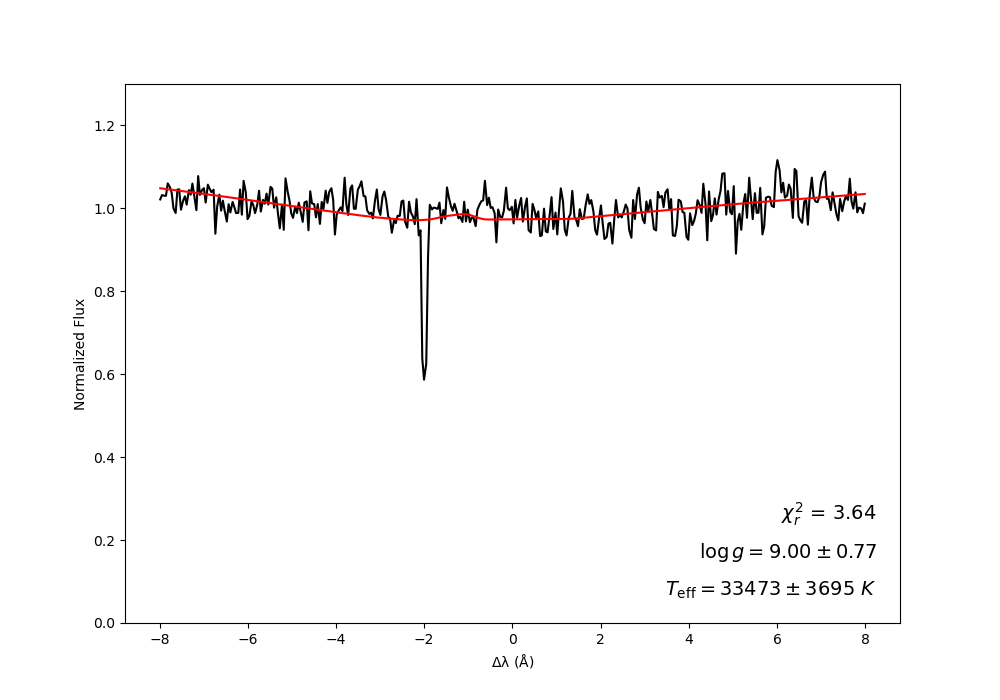 1.2
1.0
0.8
0.6
0.4
0.2
0.0
Normalized Flux
χ²ᵣ = 3.64
log g = 9.00 ± 0.77
T_eff = 33473 ± 3695 K
−8 −6 −4 −2 0 2 4 6 8
Δλ (Å)